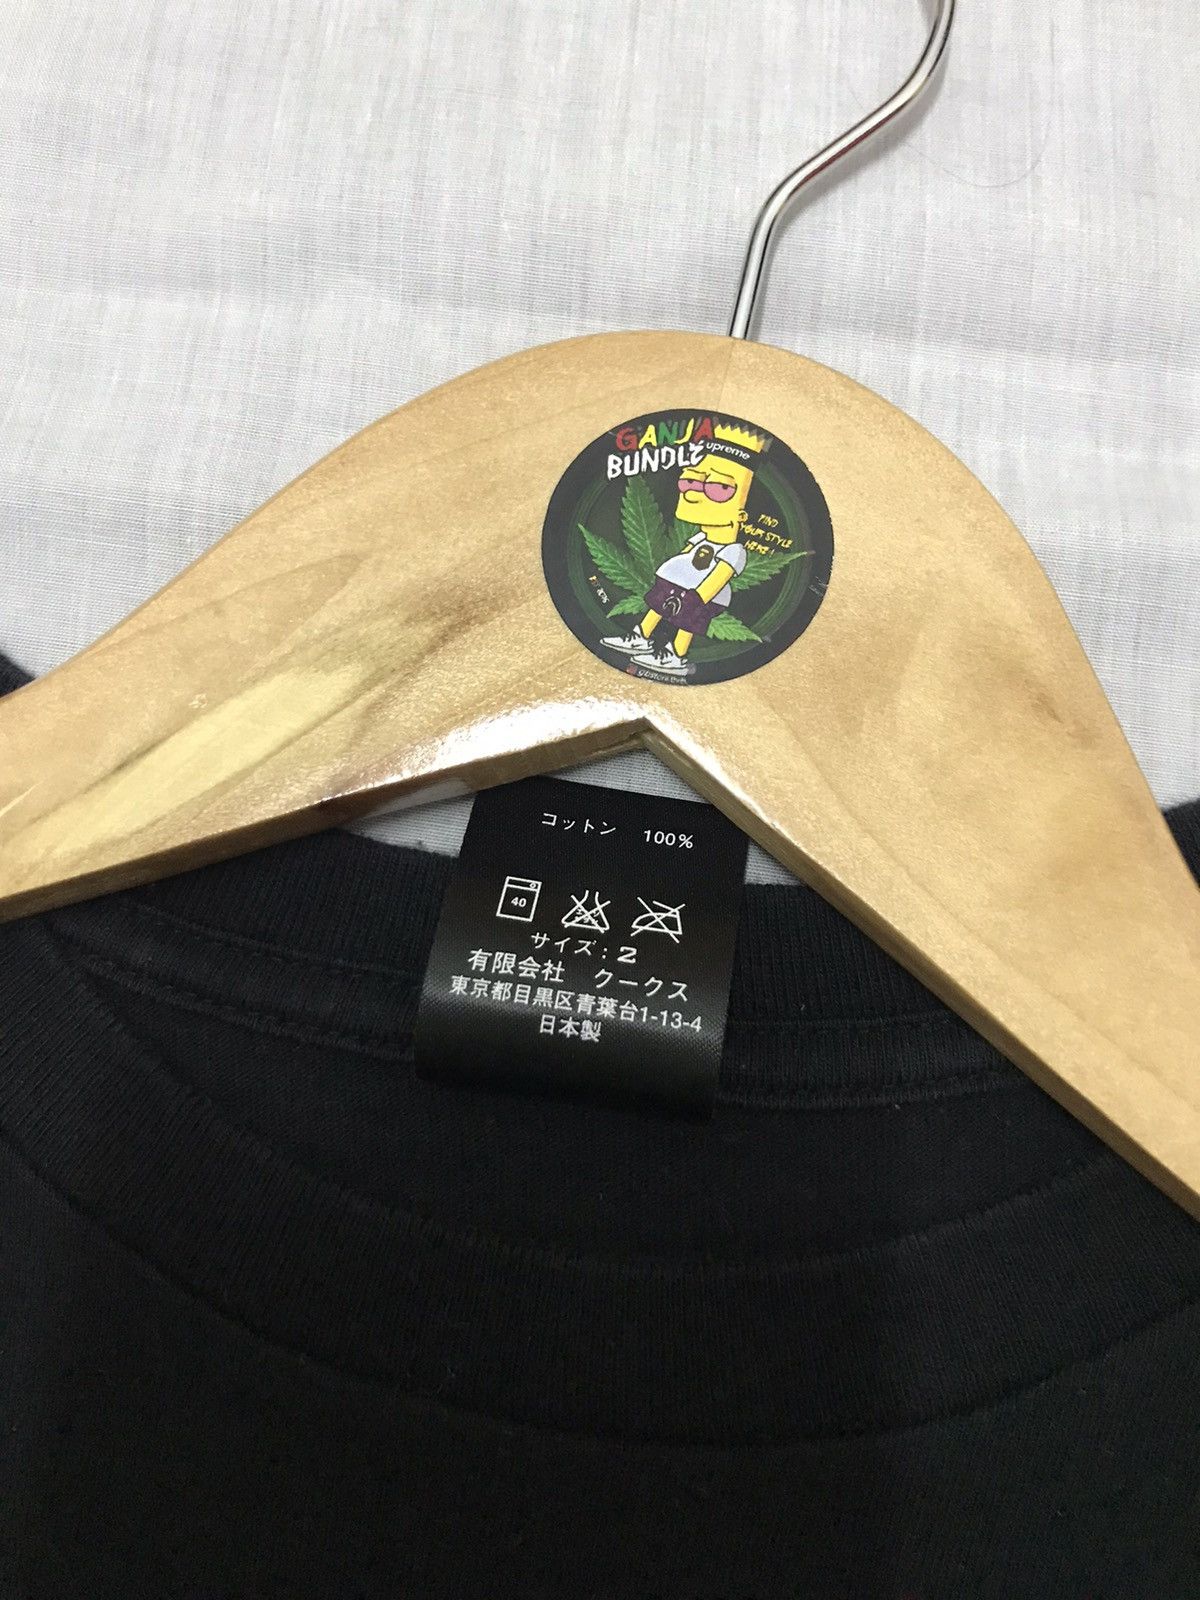 GANJA
BUNDLE
upreme
FIND
YOUR STYLE
HERE!
コットン 100%
40
サイズ : 2
有限会社 クークス
東京都目黒区青葉台1-13-4
日本製